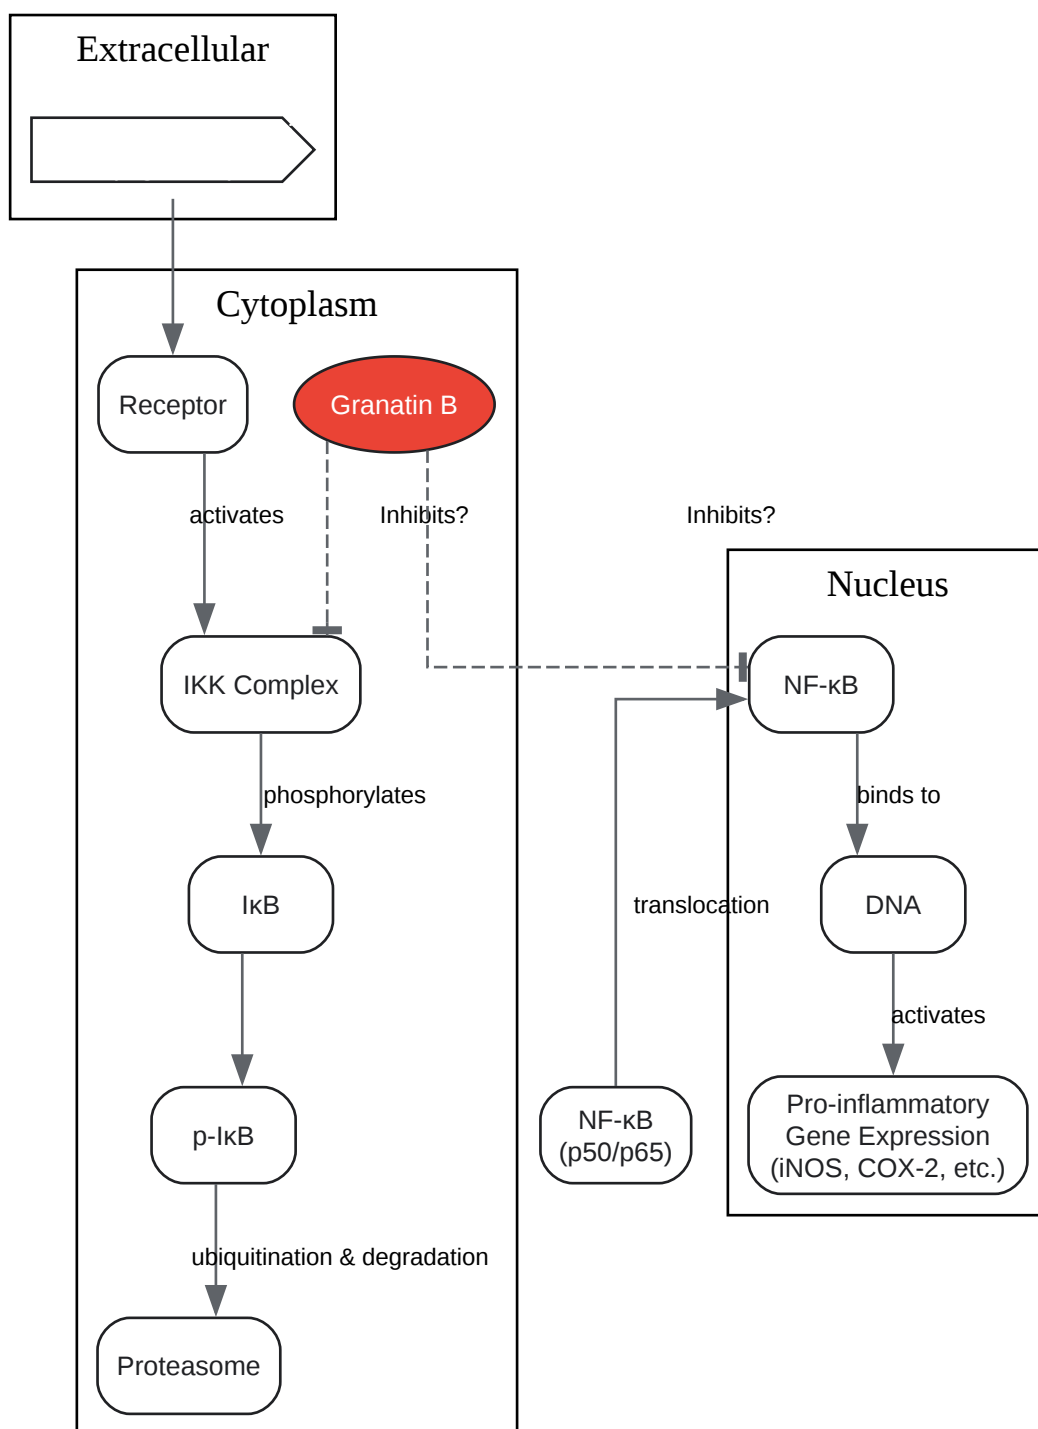 Extracellular
Cytoplasm
Receptor
Granatin B
activates
Inhibits?
Inhibits?
Nucleus
IKK Complex
NF-κB
phosphorylates
binds to
IκB
translocation
DNA
activates
p-IκB
NF-κB
(p50/p65)
Pro-inflammatory
Gene Expression
(iNOS, COX-2, etc.)
ubiquitination & degradation
Proteasome